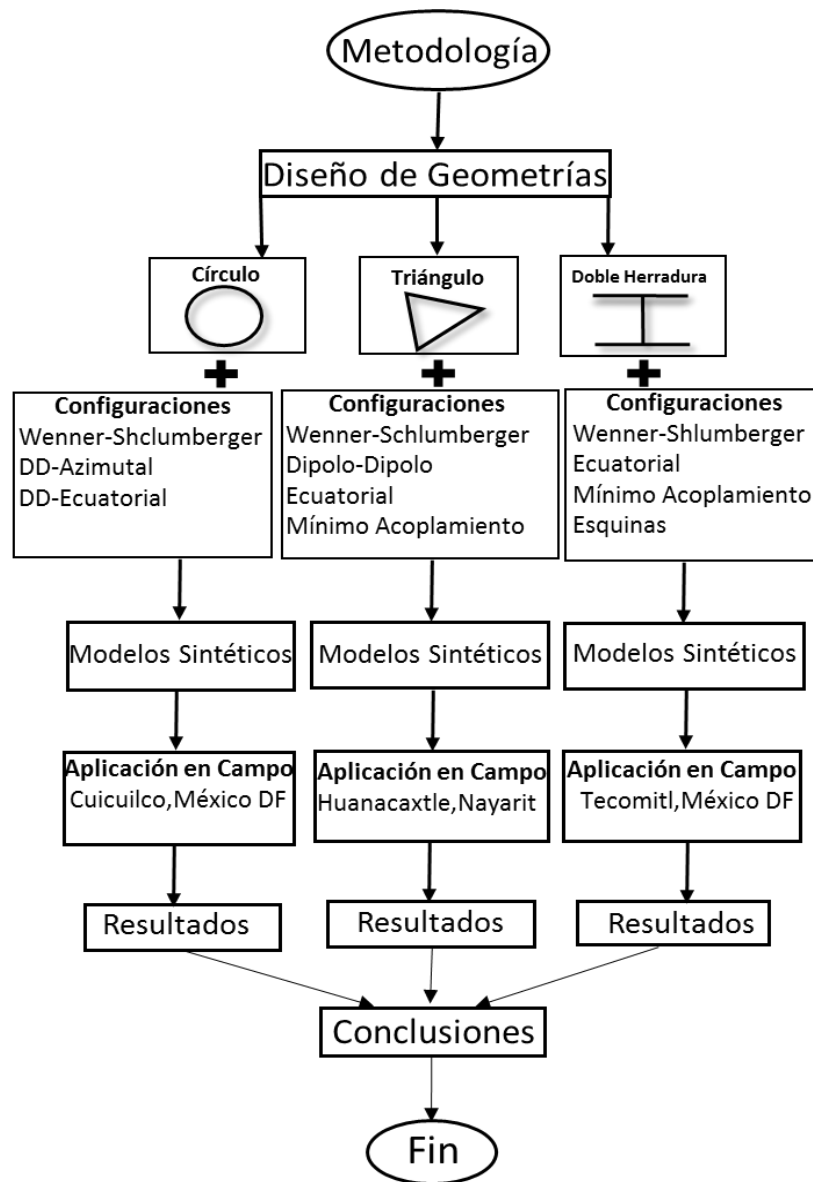 Metodología
Diseño de Geometrías
Círculo
Triángulo
Doble Herradura
Configuraciones
Wenner-Shclumberger
DD-Azimutal
DD-Ecuatorial
Configuraciones
Wenner-Schlumberger
Dipolo-Dipolo
Ecuatorial
Mínimo Acoplamiento
Configuraciones
Wenner-Shlumberger
Ecuatorial
Mínimo Acoplamiento
Esquinas
Modelos Sintéticos
Modelos Sintéticos
Modelos Sintéticos
Aplicación en Campo
Cuicuilco,México DF
Aplicación en Campo
Huanacaxtle,Nayarit
Aplicación en Campo
Tecomitl,México DF
Resultados
Resultados
Resultados
Conclusiones
Fin